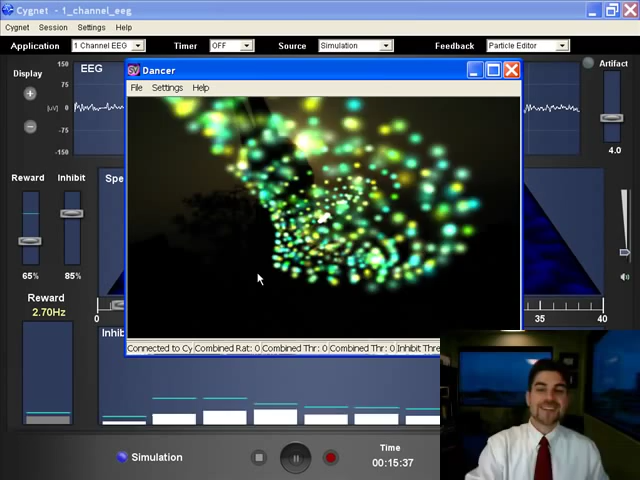 Cygnet - 1_channel_eeg
Cygnet Session Settings Help
Application 1 Channel EEG Timer OFF Source Simulation Feedback Particle Editor
Display
EEG
150
75
[uV] 0
-75
-150
Artifact
4.0
Dancer
File Settings Help
Reward Inhibit
65% 85%
Spe
0 35 40
Reward
2.70Hz
Inhib
Connected to Cy Combined Rat: 0 Combined Thr: 0 Combined Thr: 0 Inhibit Thre
Simulation
Time
00:15:37